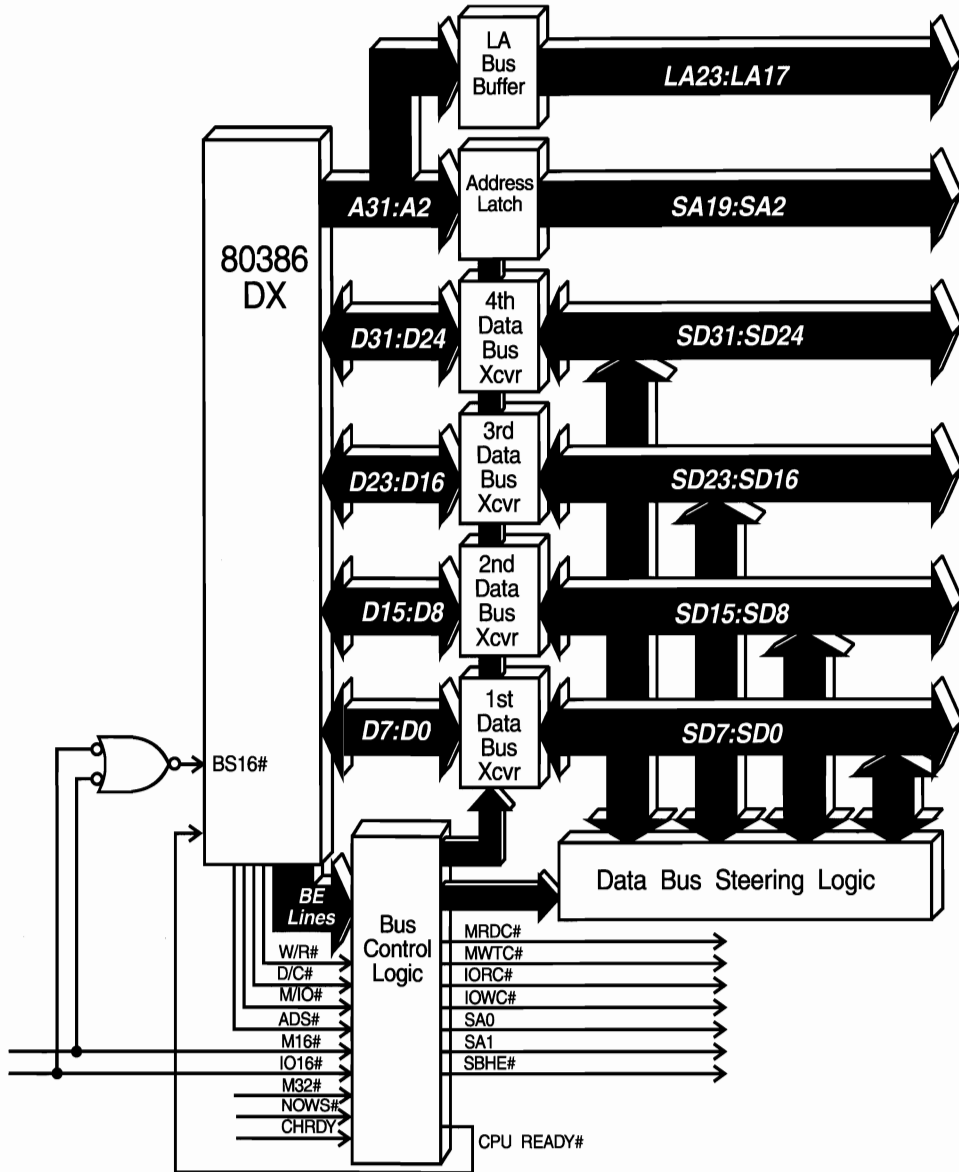 LA
Bus
Buffer
LA23:LA17
80386
DX
A31:A2
Address
Latch
SA19:SA2
D31:D24
4th
Data
Bus
Xcvr
SD31:SD24
D23:D16
3rd
Data
Bus
Xcvr
SD23:SD16
D15:D8
2nd
Data
Bus
Xcvr
SD15:SD8
D7:D0
1st
Data
Bus
Xcvr
SD7:SD0
BS16#
BE
Lines
Bus
Control
Logic
Data Bus Steering Logic
W/R#
D/C#
M/IO#
ADS#
M16#
IO16#
M32#
NOWS#
CHRDY
MRDC#
MWTC#
IORC#
IOWC#
SA0
SA1
SBHE#
CPU READY#